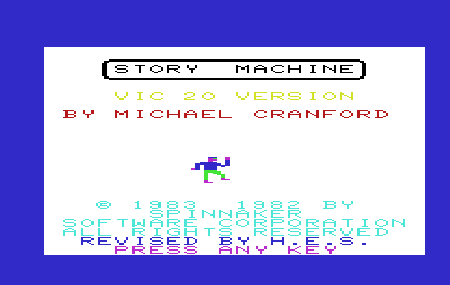 STORY MACHINE
VIC 20 VERSION
BY MICHAEL CRANFORD
© 1983, 1982 BY
SPINNAKER
SOFTWARE CORPORATION
ALL RIGHTS RESERVED
REVISED BY H.E.S.
PRESS ANY KEY